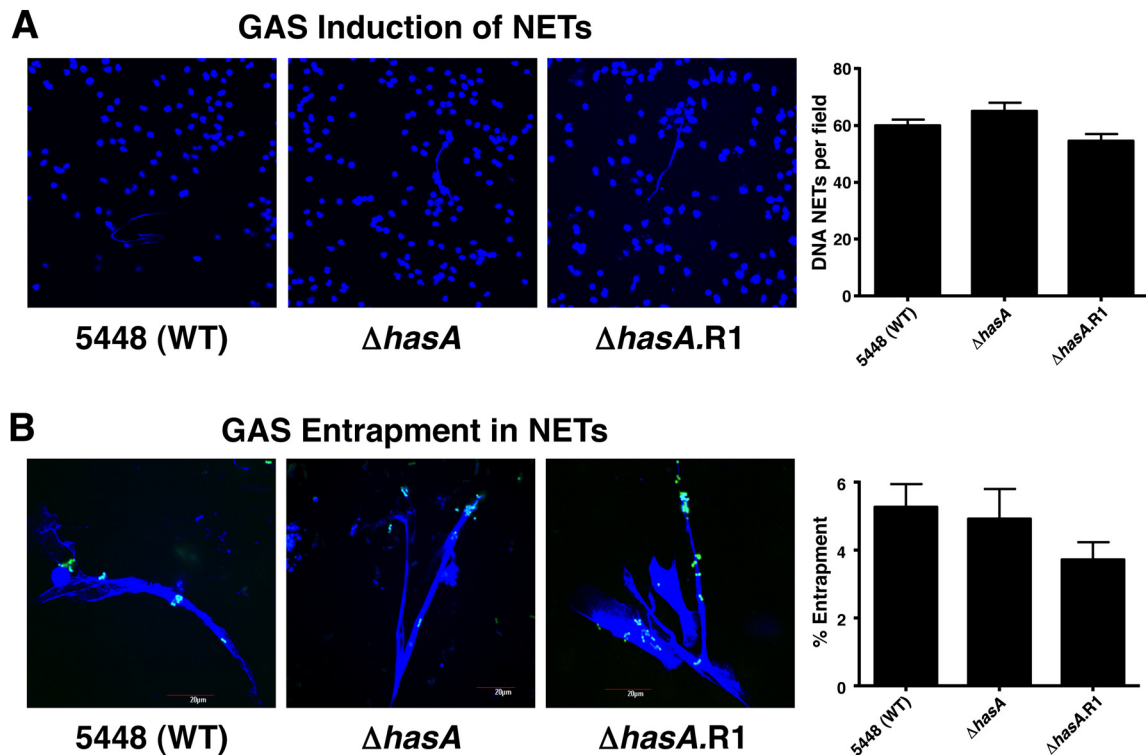 A
GAS Induction of NETs
5448 (WT)
ΔhasA
ΔhasA.R1
DNA NETs per field
80
60
40
20
0
5448 (WT)
ΔhasA
ΔhasA.R1
B
GAS Entrapment in NETs
20μm
20μm
20μm
5448 (WT)
ΔhasA
ΔhasA.R1
% Entrapment
6
4
2
0
5448 (WT)
ΔhasA
ΔhasA.R1